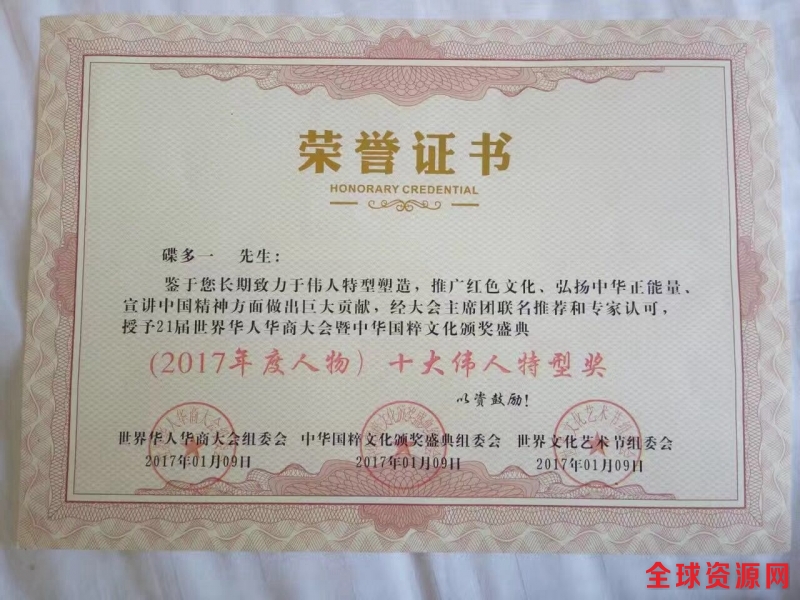 荣誉证书
HONORARY CREDENTIAL
碟多一 先生:
鉴于您长期致力于伟人特型塑造，推广红色文化、弘扬中华正能量、
宣讲中国精神方面做出巨大贡献，经大会主席团联名推荐和专家认可，
授予21届世界华人华商大会暨中华国粹文化颁奖盛典
(2017年度人物) 十大伟人特型奖
以资鼓励!
世界华人华商大会组委会 中华国粹文化颁奖盛典组委会 世界文化艺术节组委会
2017年01月09日 2017年01月09日 2017年01月09日
全球资源网